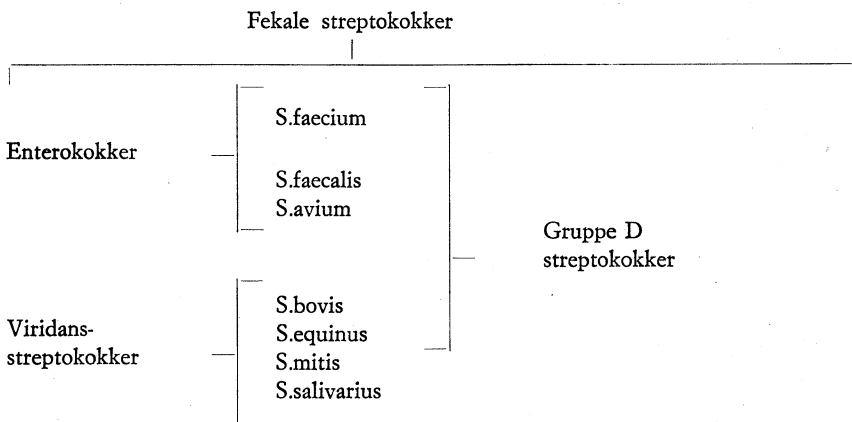 Fekale streptokokker
Enterokokker
S.faecium
S.faecalis
S.avium
Gruppe D
streptokokker
Viridans-
streptokokker
S.bovis
S.equinus
S.mitis
S.salivarius